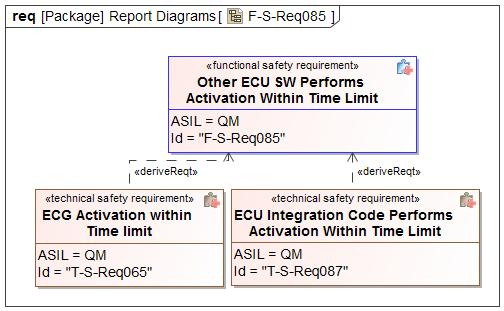 req [Package] Report Diagrams[ F-S-Req085 ]
«functional safety requirement»
Other ECU SW Performs
Activation Within Time Limit
ASIL = QM
Id = "F-S-Req085"
«deriveReqt»
«deriveReqt»
«technical safety requirement»
ECG Activation within
Time limit
ASIL = QM
Id = "T-S-Req065"
«technical safety requirement»
ECU Integration Code Performs
Activation Within Time Limit
ASIL = QM
Id = "T-S-Req087"